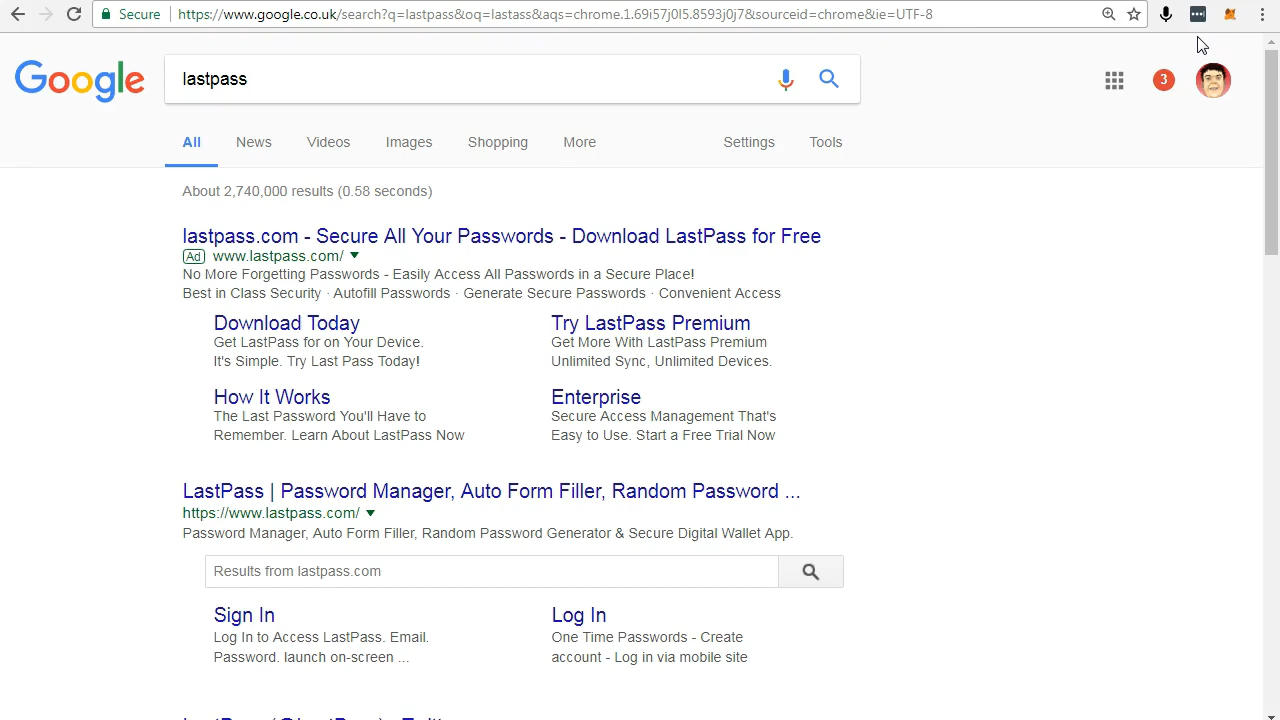 Secure https://www.google.co.uk/search?q=lastpass&oq=lastass&aqs=chrome.1.69i57j0l5.8593j0j7&sourceid=chrome&ie=UTF-8
Google lastpass 3
All News Videos Images Shopping More Settings Tools
About 2,740,000 results (0.58 seconds)
lastpass.com - Secure All Your Passwords - Download LastPass for Free
Ad www.lastpass.com/
No More Forgetting Passwords - Easily Access All Passwords in a Secure Place!
Best in Class Security · Autofill Passwords · Generate Secure Passwords · Convenient Access
Download Today
Get LastPass for on Your Device.
It's Simple. Try Last Pass Today!
Try LastPass Premium
Get More With LastPass Premium
Unlimited Sync, Unlimited Devices.
How It Works
The Last Password You'll Have to
Remember. Learn About LastPass Now
Enterprise
Secure Access Management That's
Easy to Use. Start a Free Trial Now
LastPass | Password Manager, Auto Form Filler, Random Password ...
https://www.lastpass.com/
Password Manager, Auto Form Filler, Random Password Generator & Secure Digital Wallet App.
Results from lastpass.com
Sign In
Log In to Access LastPass. Email.
Password. launch on-screen ...
Log In
One Time Passwords - Create
account - Log in via mobile site